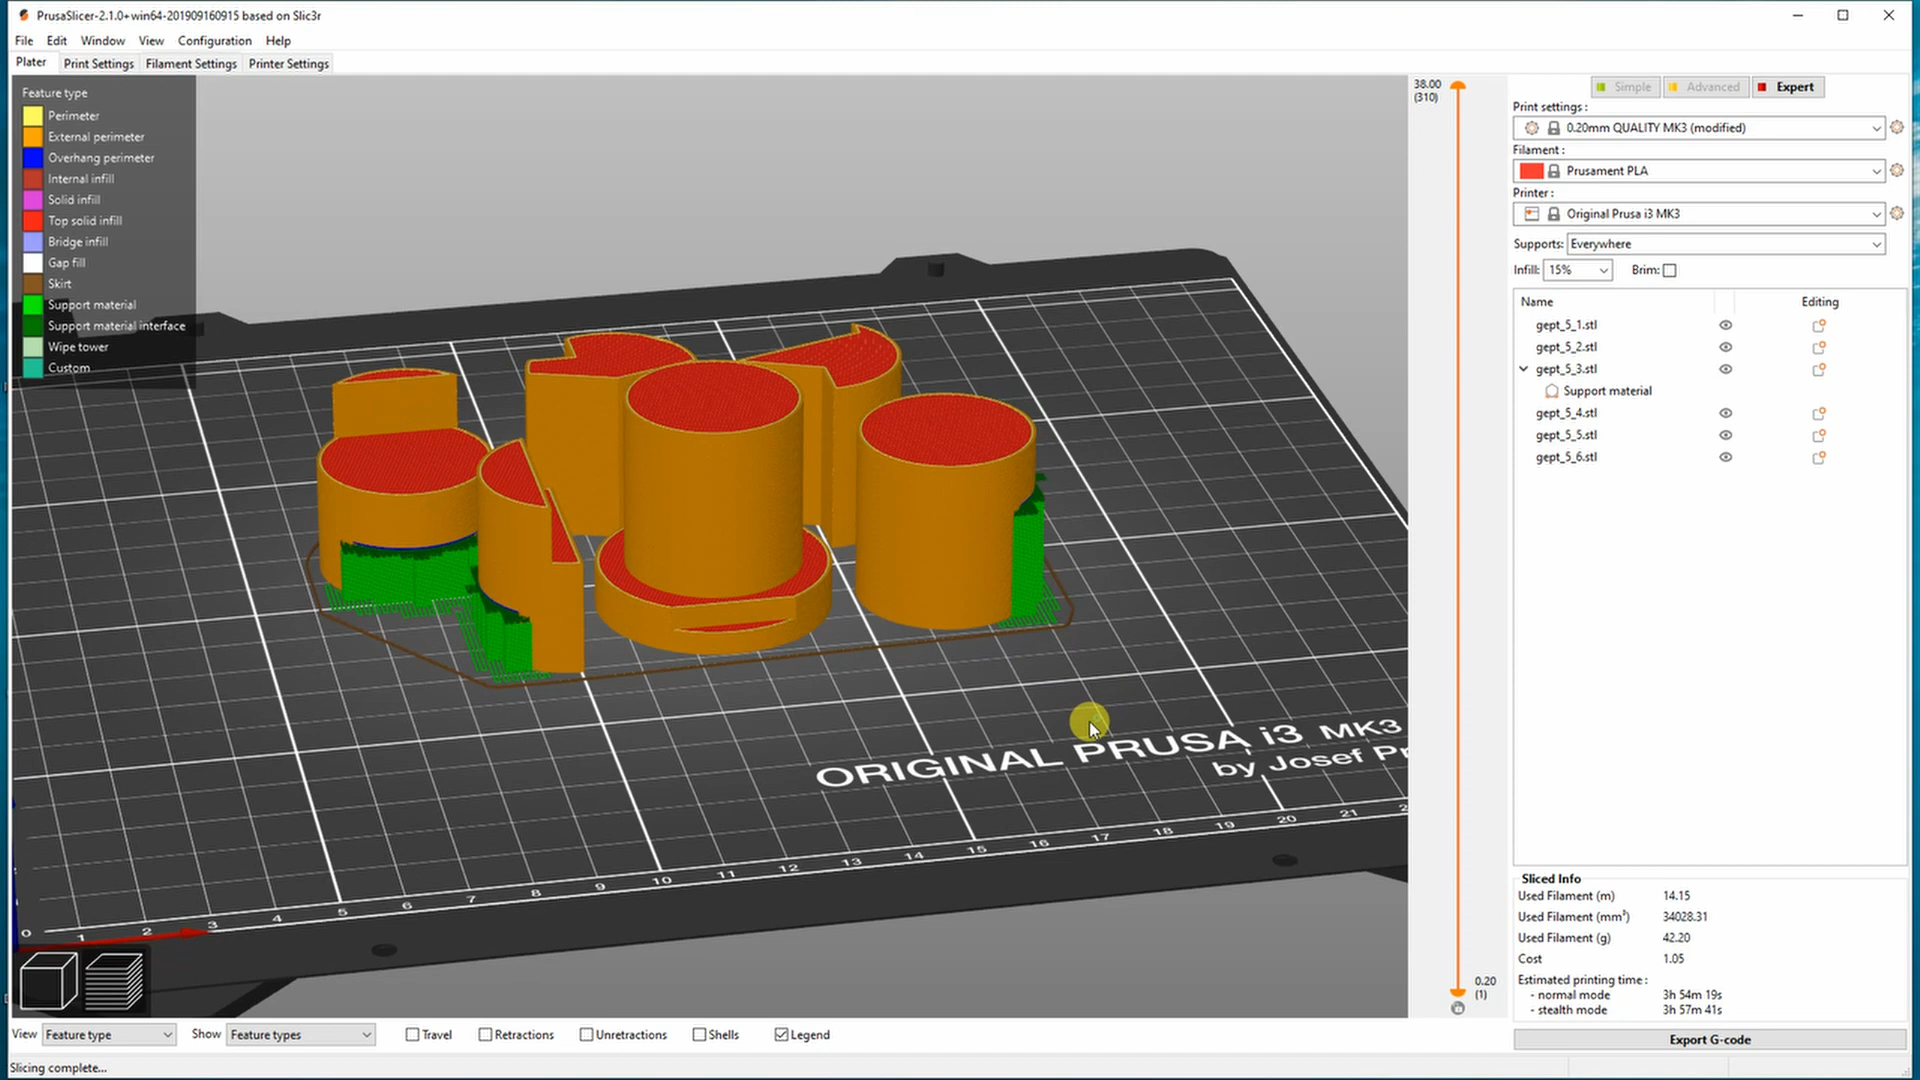 PrusaSlicer-2.1.0+win64-201909160915 based on Slic3r
File Edit Window View Configuration Help
Plater Print Settings Filament Settings Printer Settings
Feature type
Perimeter
External perimeter
Overhang perimeter
Internal infill
Solid infill
Top solid infill
Bridge infill
Gap fill
Skirt
Support material
Support material interface
Wipe tower
Custom
38.00
(310)
0.20
(1)
ORIGINAL PRUSA i3 MK3
by Josef Pr
0 1 2 3 4 5 6 7 8 9 10 11 12 13 14 15 16 17 18 19 20 21 2
Simple Advanced Expert
Print settings :
0.20mm QUALITY MK3 (modified)
Filament :
Prusament PLA
Printer :
Original Prusa i3 MK3
Supports: Everywhere
Infill: 15% Brim:
Name Editing
gept_5_1.stl
gept_5_2.stl
gept_5_3.stl
Support material
gept_5_4.stl
gept_5_5.stl
gept_5_6.stl
Sliced Info
Used Filament (m) 14.15
Used Filament (mm³) 34028.31
Used Filament (g) 42.20
Cost 1.05
Estimated printing time :
- normal mode 3h 54m 19s
- stealth mode 3h 57m 41s
Export G-code
View Feature type Show Feature types Travel Retractions Unretractions Shells Legend
Slicing complete...